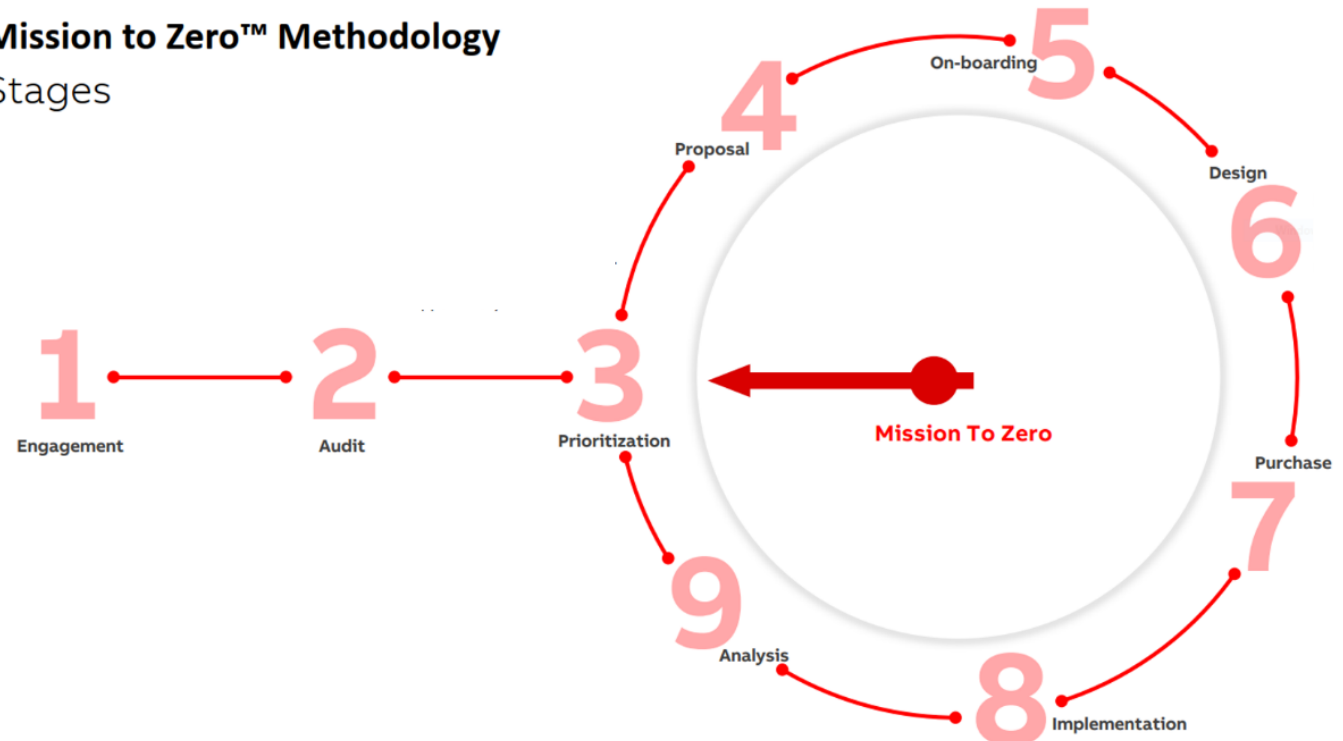 Mission to Zero™ Methodology
Stages
1
Engagement
2
Audit
3
Prioritization
4
Proposal
5
On-boarding
6
Design
7
Purchase
8
Implementation
9
Analysis
Mission To Zero